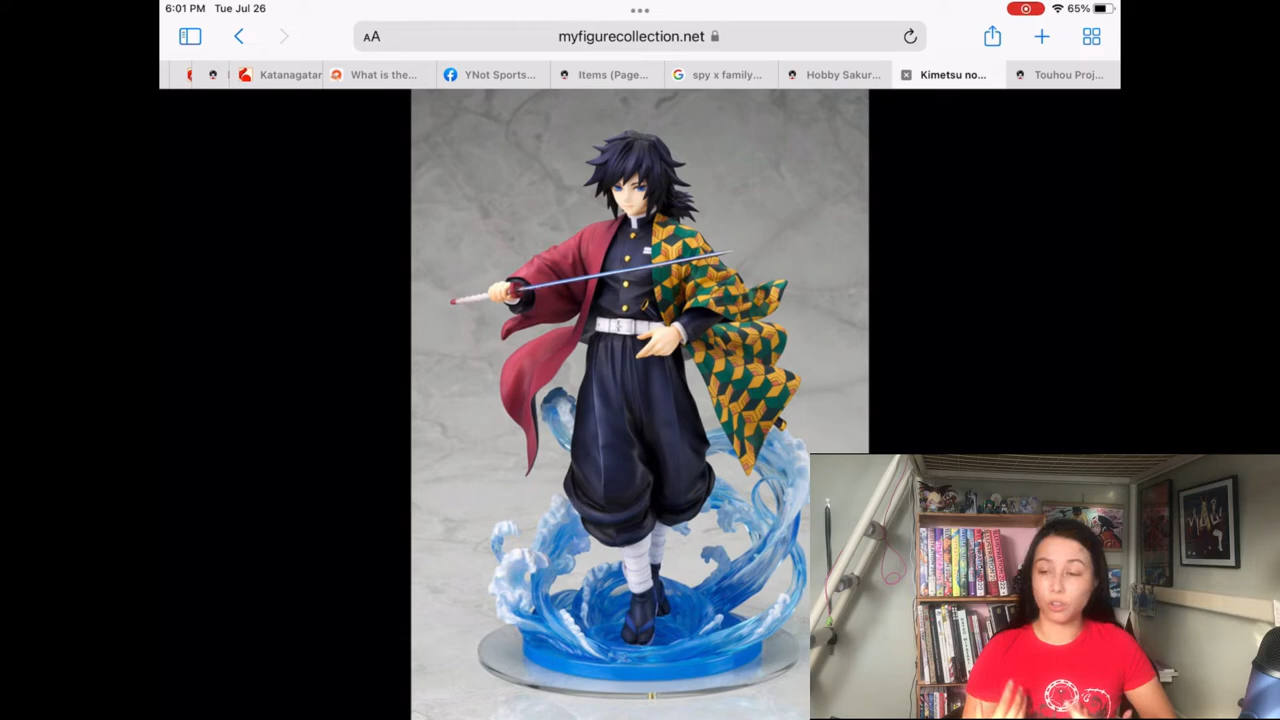 6:01 PM Tue Jul 26
65%
AA
myfigurecollection.net
Katanagatar
What is the...
YNot Sports...
Items (Page...
spy x family...
Hobby Sakur...
Kimetsu no...
Touhou Proj...